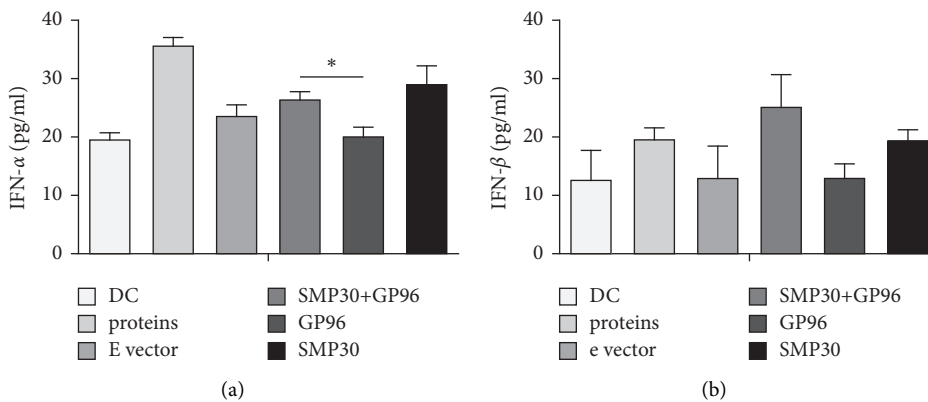 40
30
20
10
0
IFN-α (pg/ml)
*
DC
proteins
E vector
SMP30+GP96
GP96
SMP30
(a)
40
30
20
10
0
IFN-β (pg/ml)
DC
proteins
e vector
SMP30+GP96
GP96
SMP30
(b)